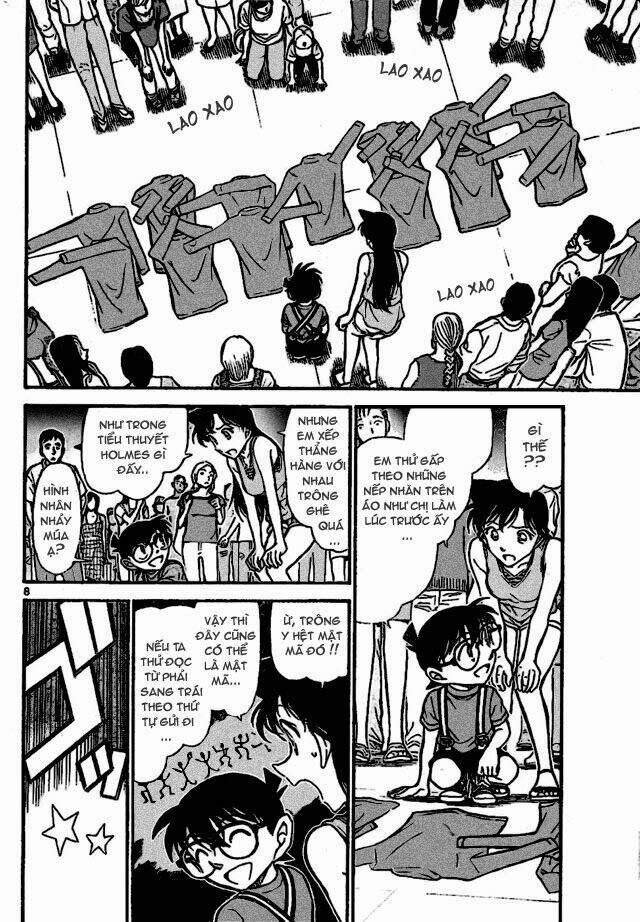 LAO XAO
LAO XAO
LAO XAO
GÌ
THẾ
??
EM THỬ GẤP
THEO NHỮNG
NẾP NHĂN TRÊN
ÁO NHƯ CHỊ LÀM
LÚC TRƯỚC ẤY ...
NHƯNG
EM XẾP
THẲNG
HÀNG VỚI
NHAU
TRÔNG
GHÊ
QUÁ
...
NHƯ TRONG
TIỂU THUYẾT
HOLMES GÌ
ĐẤY..
HÌNH
NHÂN
NHẢY
MÚA
Ạ?
8
Ừ, TRÔNG
Y HỆT MẬT
MÃ ĐÓ !!
VẬY THÌ
ĐÂY CŨNG
CÓ THỂ
LÀ MẬT
MÃ...
NẾU TA
THỬ ĐỌC
TỪ PHẢI
SANG TRÁI
THEO THỨ
TỰ GỬI ĐI
...
ゴゴ